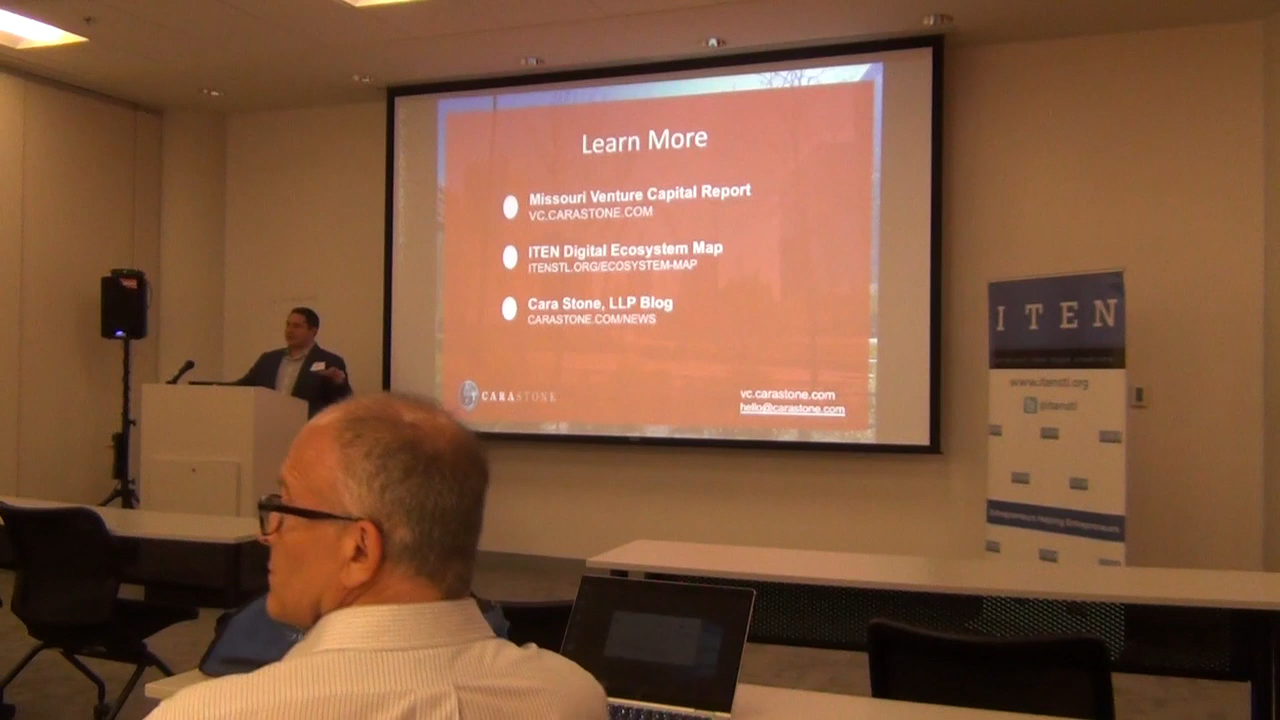 Learn More
Missouri Venture Capital Report
VC.CARASTONE.COM
ITEN Digital Ecosystem Map
ITENSTL.ORG/ECOSYSTEM-MAP
Cara Stone, LLP Blog
CARASTONE.COM/NEWS
CARASTONE
vc.carastone.com
hello@carastone.com
ITEN
www.itenstl.org
@itenstl
Entrepreneurs Helping Entrepreneurs